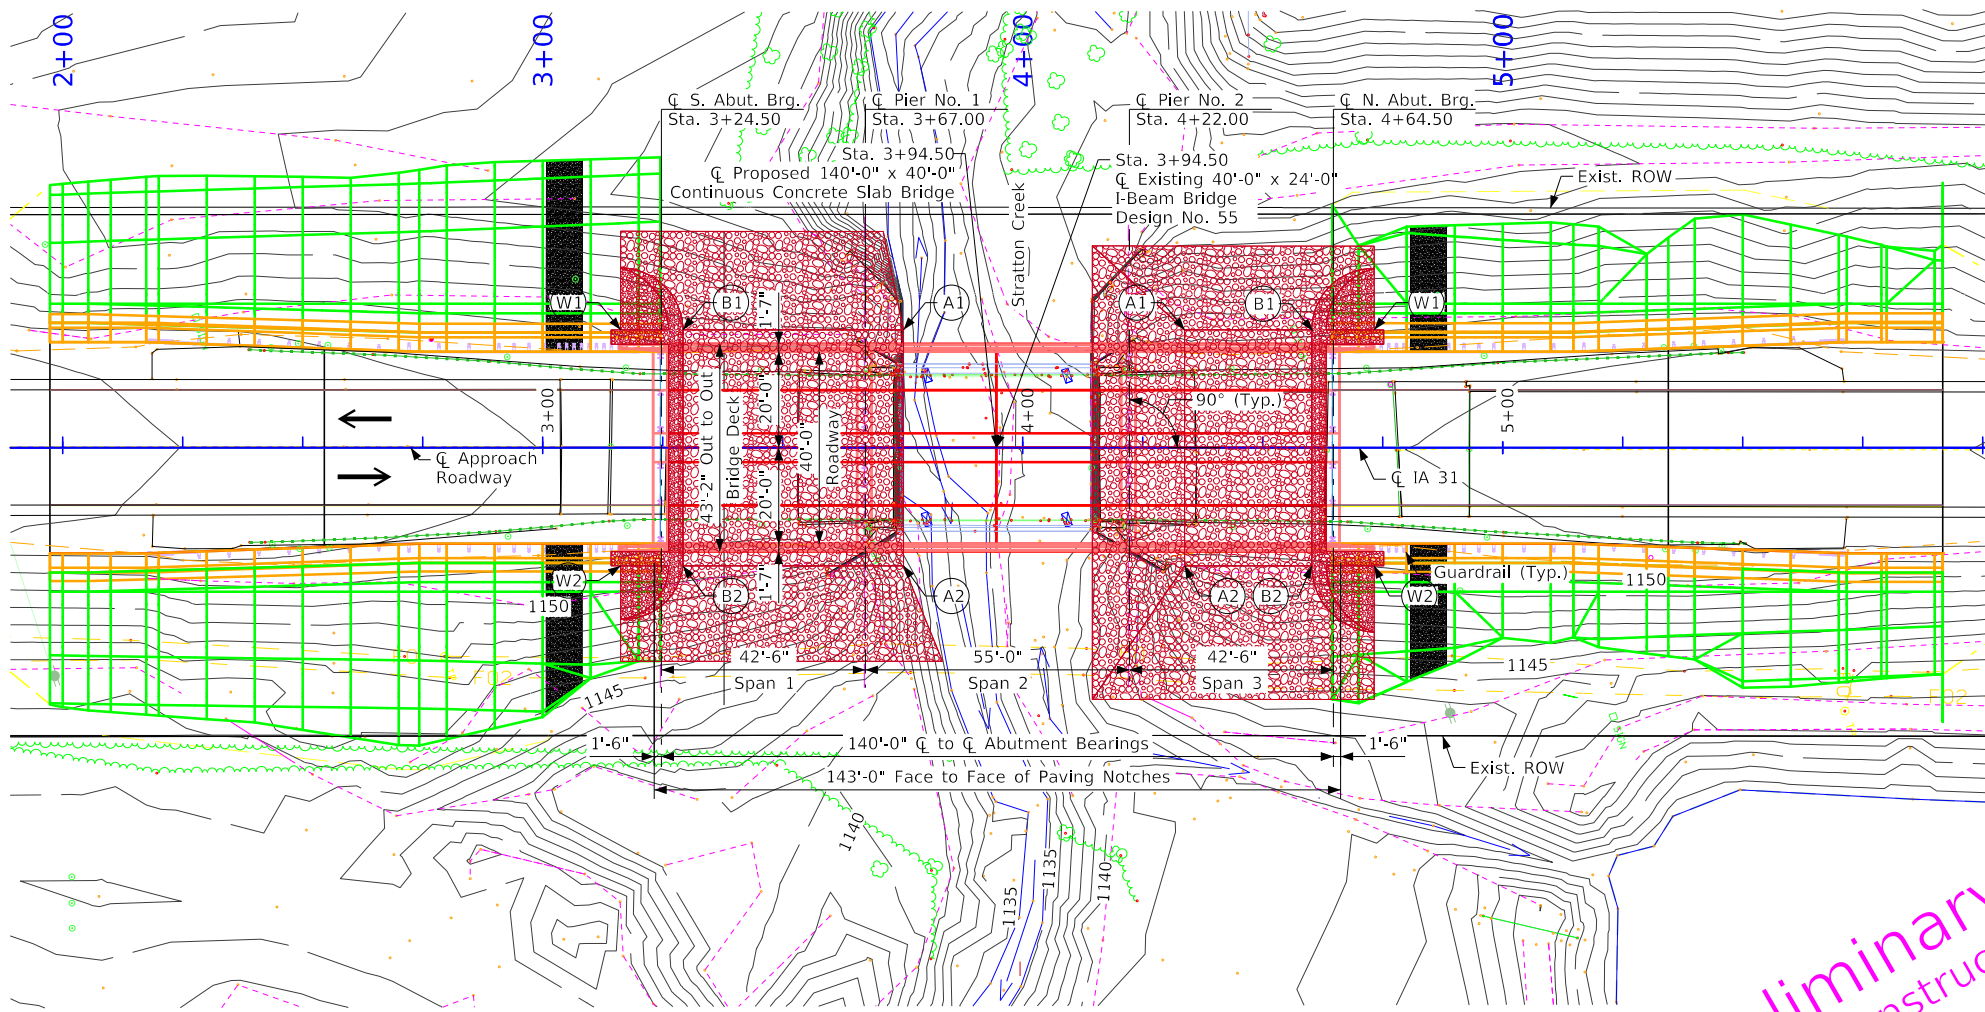 2+00
3+00
4+00
5+00
℄ S. Abut. Brg.
Sta. 3+24.50
℄ Pier No. 1
Sta. 3+67.00
℄ Pier No. 2
Sta. 4+22.00
℄ N. Abut. Brg.
Sta. 4+64.50
Sta. 3+94.50
℄ Proposed 140'-0" x 40'-0"
Continuous Concrete Slab Bridge
Sta. 3+94.50
℄ Existing 40'-0" x 24'-0"
I-Beam Bridge
Design No. 55
Stratton Creek
Exist. ROW
W1
B1
1'-7"
A1
A1
B1
W1
3+00
43'-2" Out to Out
Bridge Deck
20'-0"
20'-0"
40'-0"
Roadway
4+00
90° (Typ.)
5+00
℄ Approach
Roadway
℄ IA 31
W2
B2
1'-7"
A2
A2
B2
W2
Guardrail (Typ.)
1150
1150
42'-6"
Span 1
55'-0"
Span 2
42'-6"
Span 3
1145
1145
FO2
FO2
SIGN
1'-6"
140'-0" ℄ to ℄ Abutment Bearings
1'-6"
143'-0" Face to Face of Paving Notches
Exist. ROW
1140
1135
1135
1140
liminary
nstruc